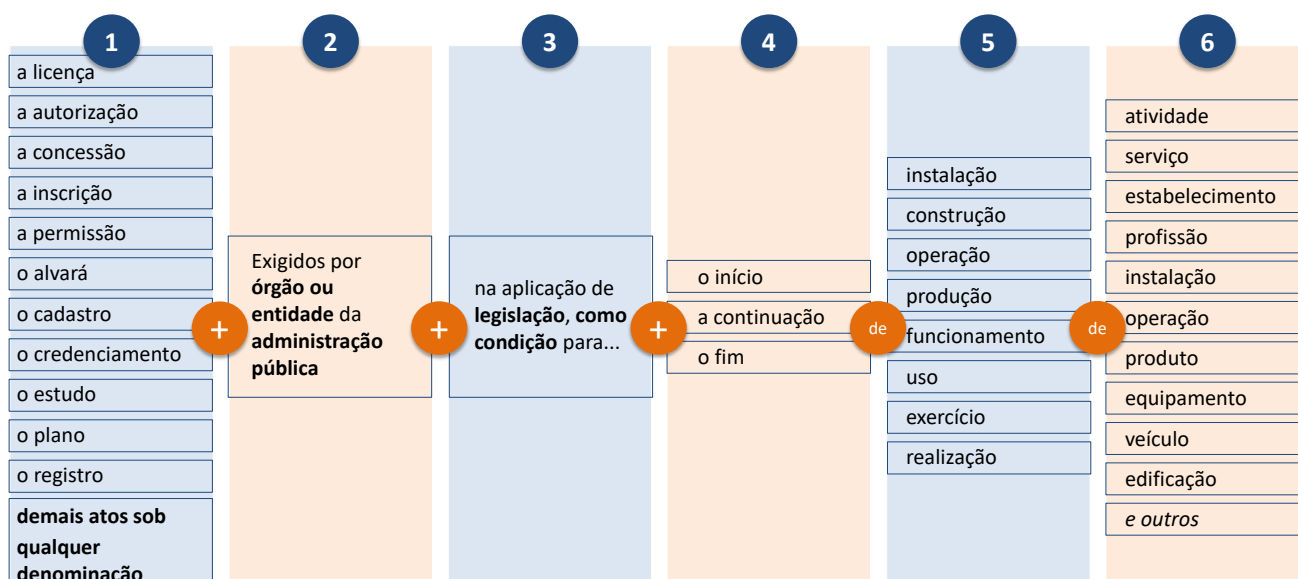 1
a licença
a autorização
a concessão
a inscrição
a permissão
o alvará
o cadastro
o credenciamento
o estudo
o plano
o registro
demais atos sob
qualquer
denominação
+
2
Exigidos por
órgão ou
entidade da
administração
pública
+
3
na aplicação de
legislação, como
condição para...
+
4
o início
a continuação
o fim
de
5
instalação
construção
operação
produção
funcionamento
uso
exercício
realização
de
6
atividade
serviço
estabelecimento
profissão
instalação
operação
produto
equipamento
veículo
edificação
e outros